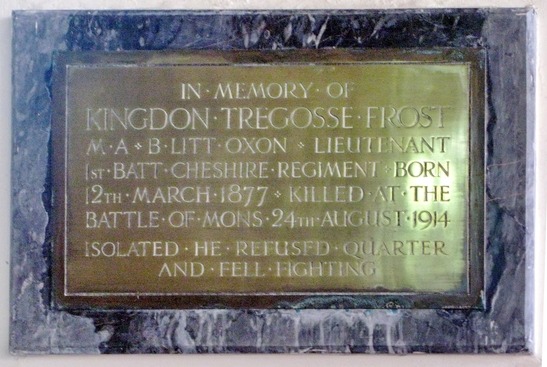 IN · MEMORY · OF
KINGDON · TREGOSSE · FROST
M · A · B · LITT · OXON · LIEUTENANT
1ST · BATT · CHESHIRE · REGIMENT · BORN
12TH · MARCH · 1877 · KILLED · AT · THE
BATTLE · OF · MONS · 24TH · AUGUST · 1914
ISOLATED · HE · REFUSED · QUARTER
AND · FELL · FIGHTING